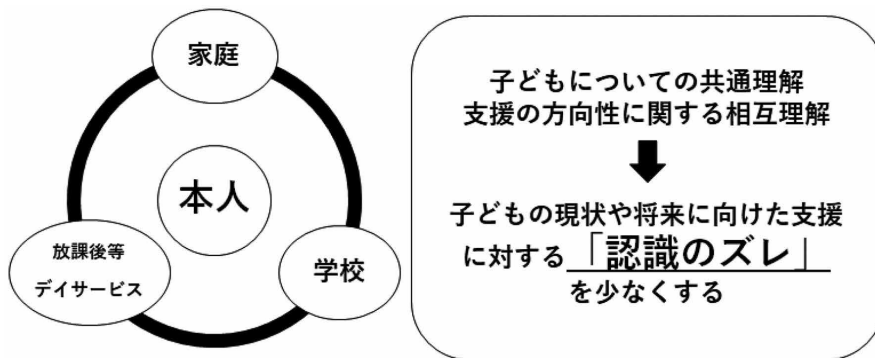 家庭
本人
放課後等
デイサービス
学校
子どもについての共通理解
支援の方向性に関する相互理解
子どもの現状や将来に向けた支援
に対する「認識のズレ」
を少なくする